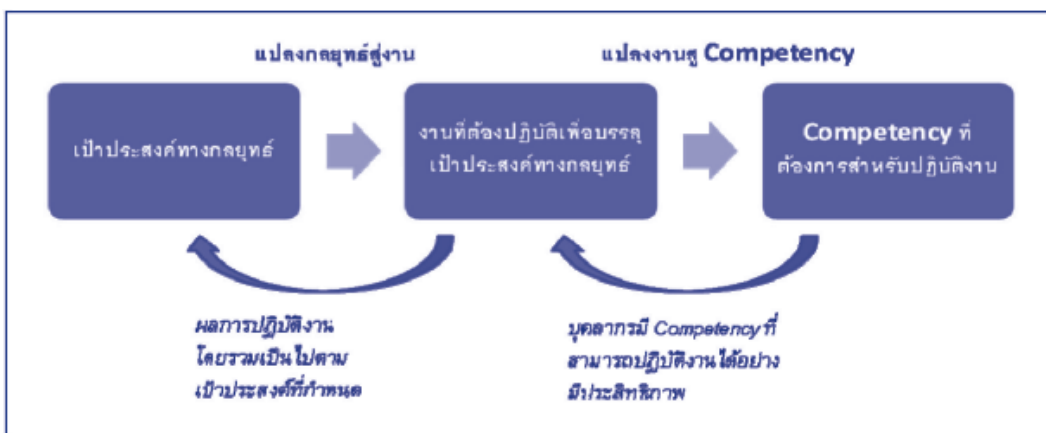 แปลงกลยุทธ์สู่งาน
แปลงงานสู่ Competency
เป้าประสงค์ทางกลยุทธ์
งานที่ต้องปฏิบัติเพื่อบรรลุ
เป้าประสงค์ทางกลยุทธ์
Competency ที่
ต้องการสำหรับปฏิบัติงาน
ผลการปฏิบัติงาน
โดยรวมเป็นไปตาม
เป้าประสงค์ที่กำหนด
บุคลากรมี Competency ที่
สามารถปฏิบัติงานได้อย่าง
มีประสิทธิภาพ